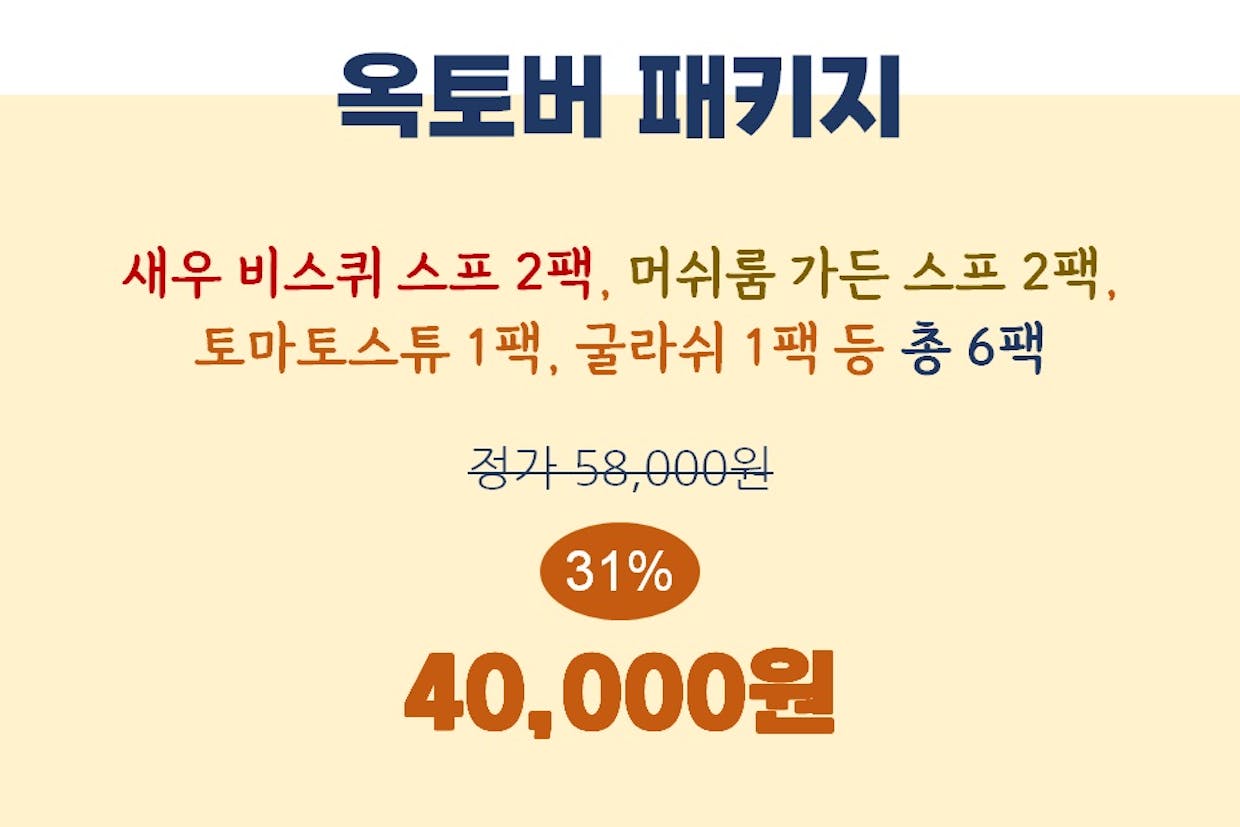 옥토버 패키지
새우 비스퀴 스프 2팩, 머쉬룸 가든 스프 2팩,
토마토스튜 1팩, 굴라쉬 1팩 등 총 6팩
정가 58,000원
31%
40,000원